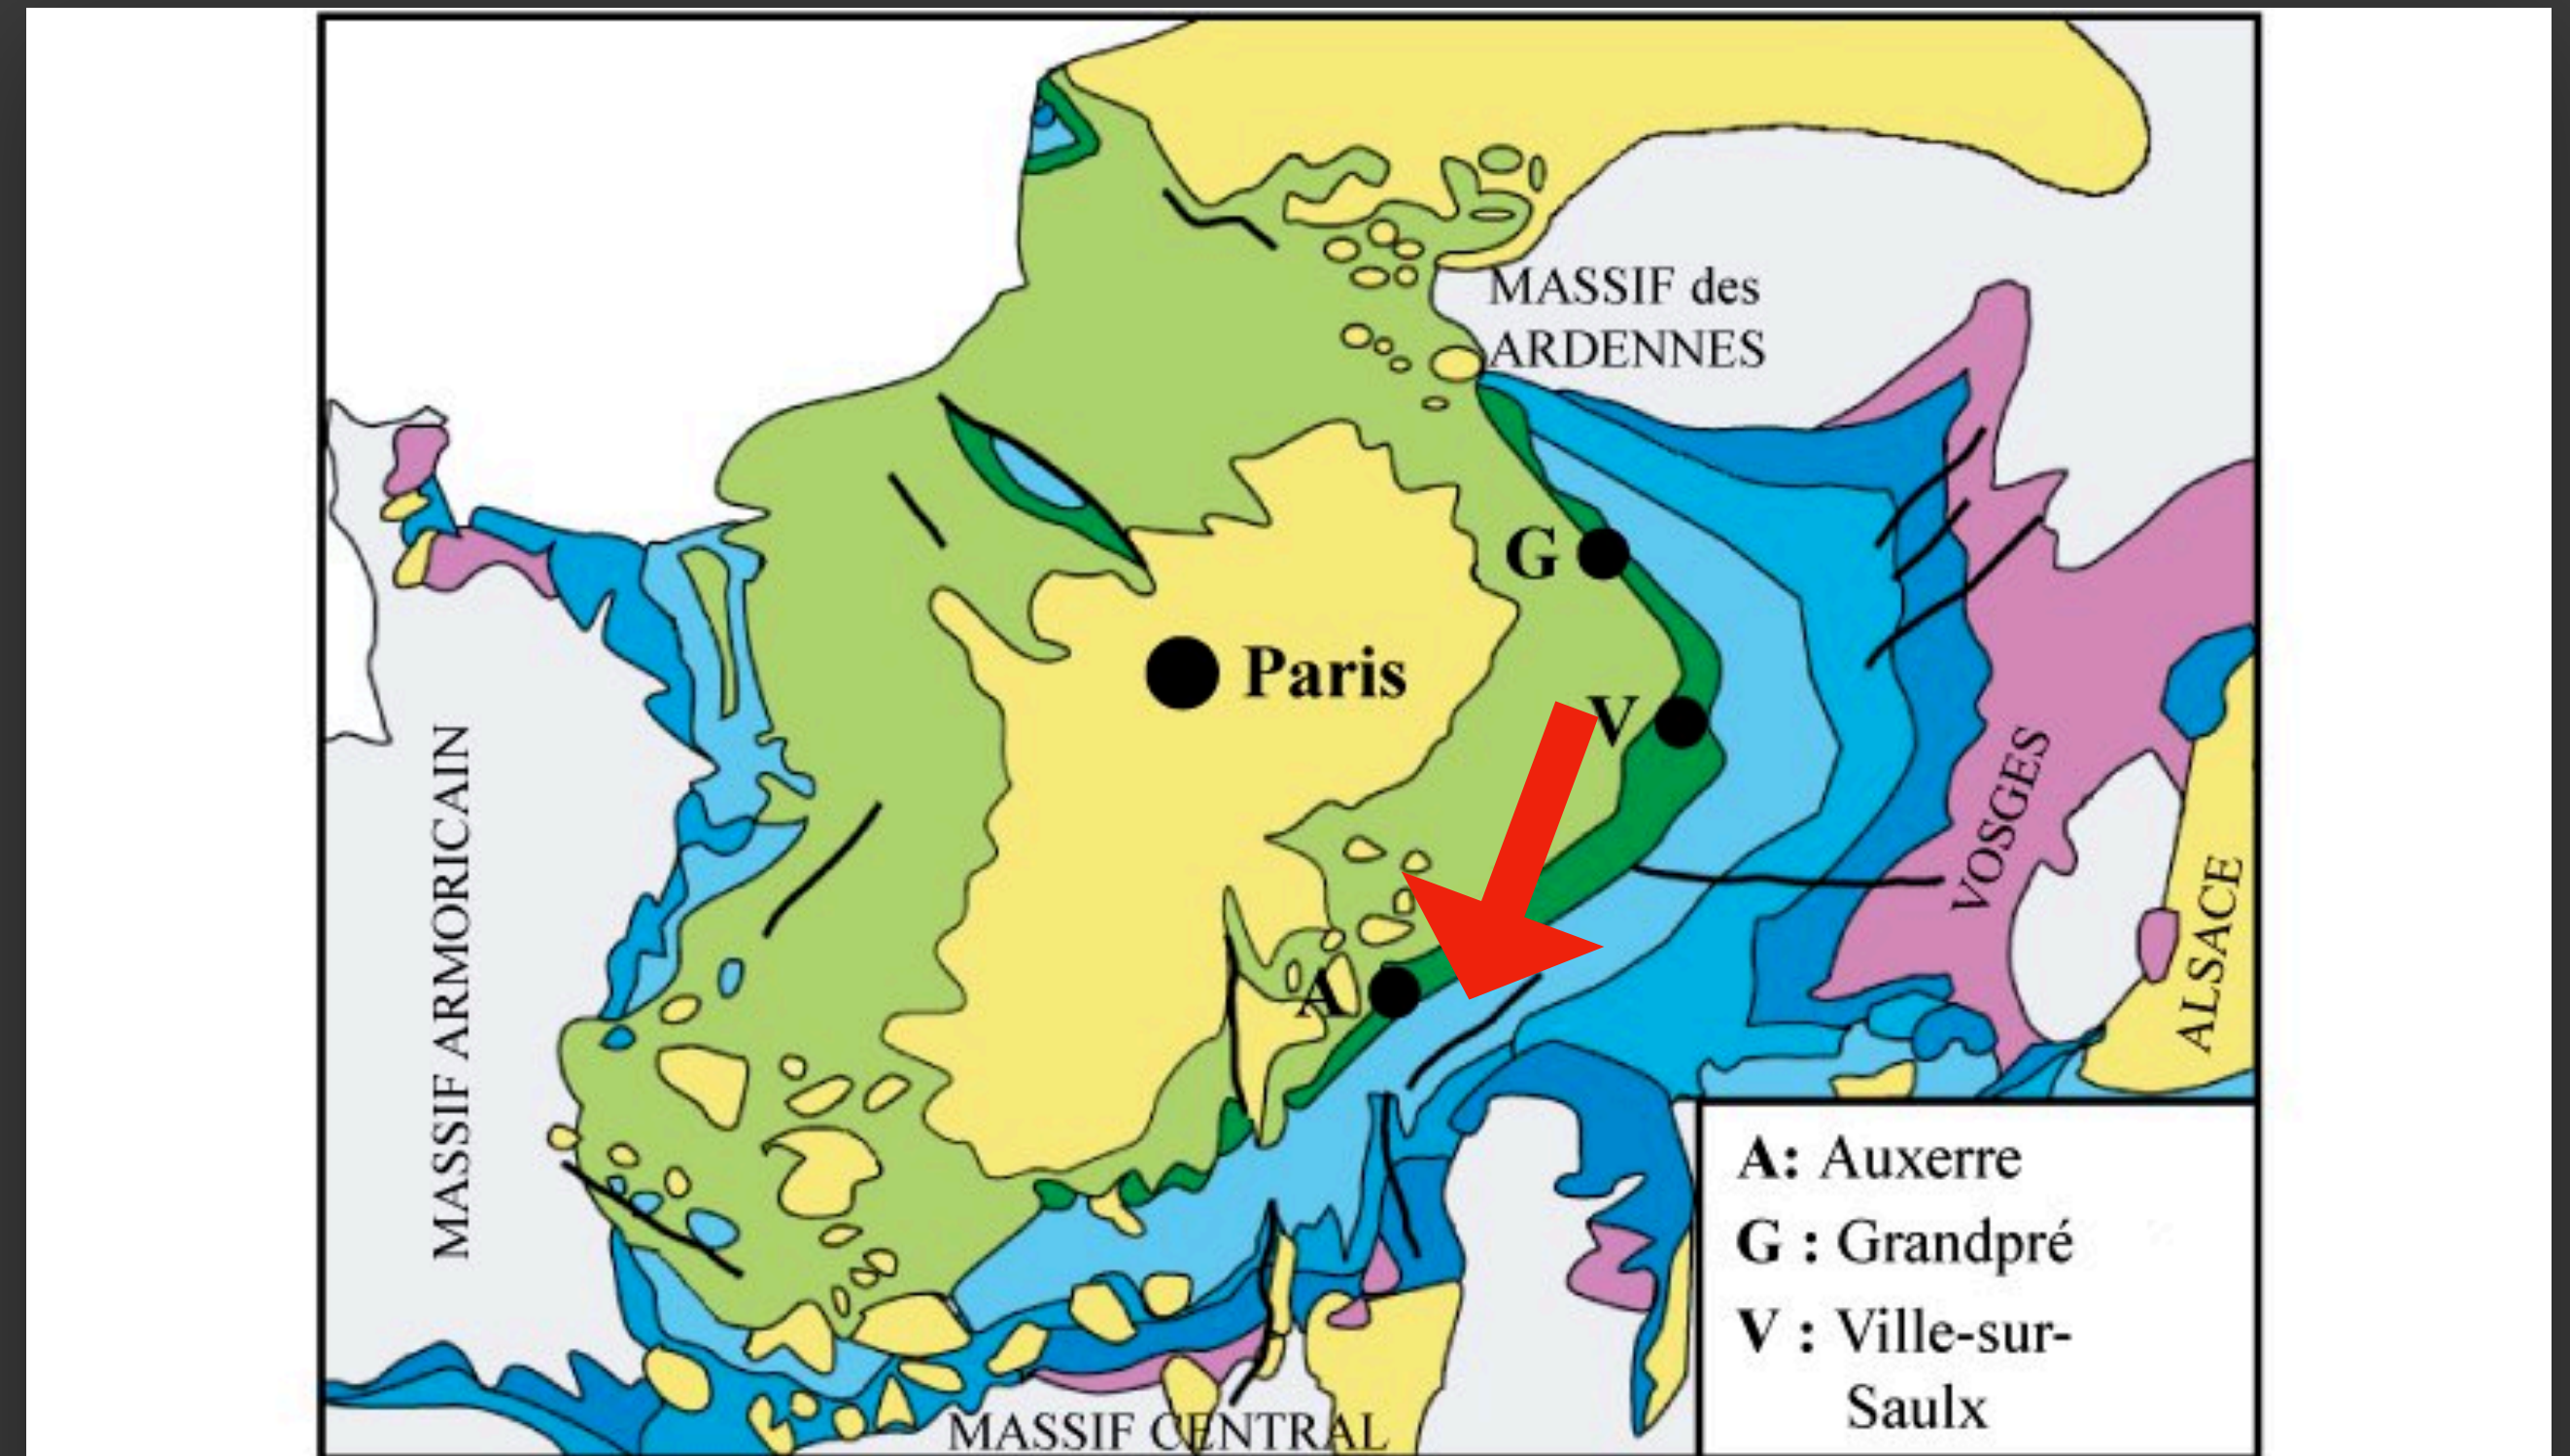 MASSIF des
ARDENNES
G
Paris
V
MASSIF ARMORICAIN
VOSGES
ALSACE
A
A: Auxerre
G : Grandpré
V : Ville-sur-
Saulx
MASSIF CENTRAL